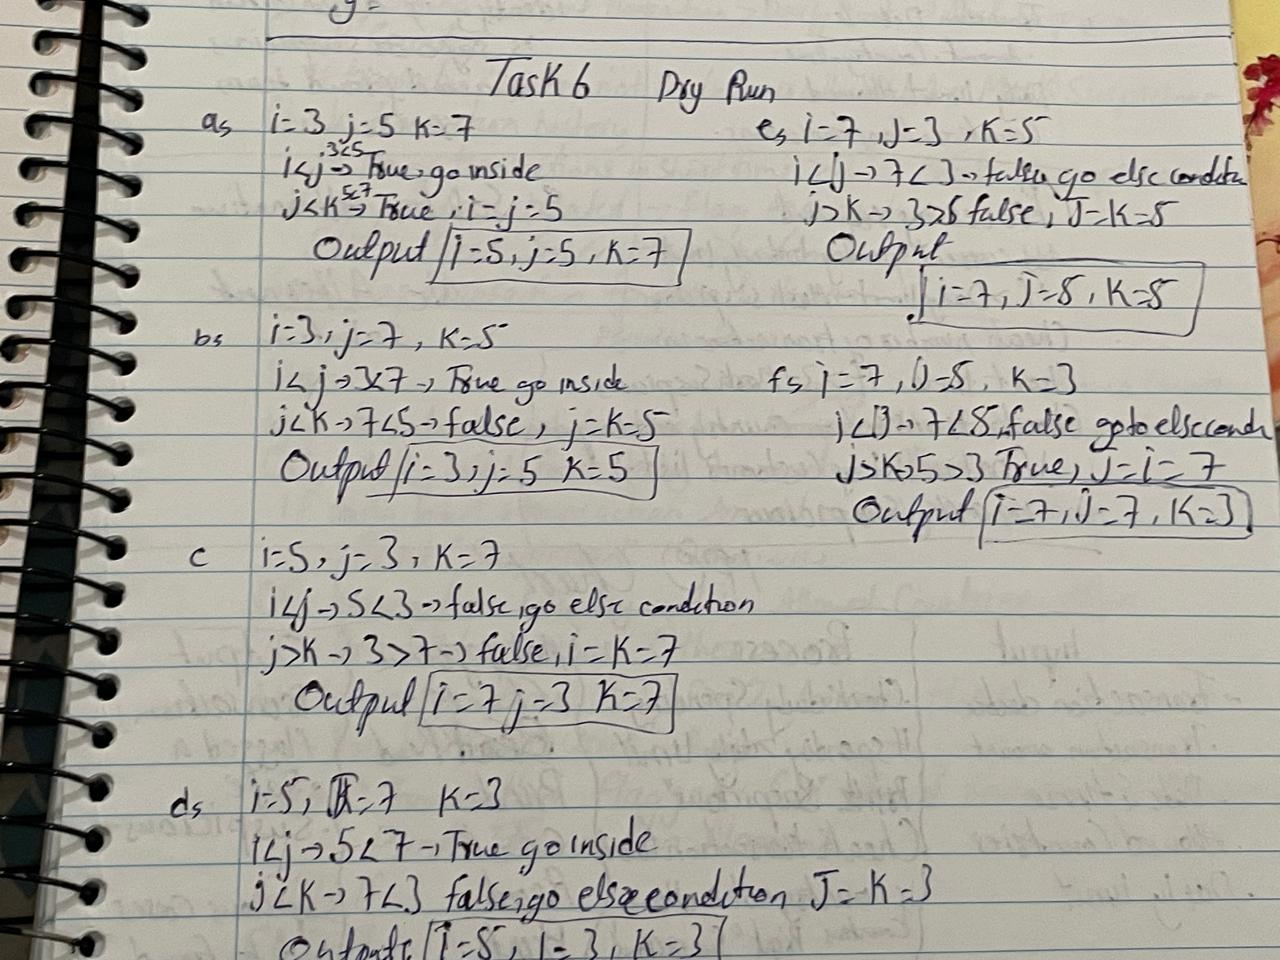 Task 6 Dry Run
as i=3 j=5 K=7
i<j 3<5 → True, go inside
j<K 5<7 → True, i=j=5
Output i=5, j=5, K=7
bs i=3, j=7, K=5
i<j→3<7→ True go inside
j<K→7<5→false, j=K=5
Output i=3, j=5 K=5
c i=5, j=3, K=7
i<j→5<3→false, go else condition
j>K→3>7→false, i=K=7
Output i=7 j=3 K=7
ds i=5, =7 K=3
i<j→5<7→True go inside
j<K→7<3 false, go else condition J=K=3
Output i=5, J=3, K=3
es i=7, J=3, K=5
i<j→7<3→false go else
j>K→3>5 false, J=K=5
Output
i=7, J=5, K=5
fs i=7, J=5, K=3
i<J→7<5, false go to else
j>K→5>3 True, J=i=7
Output i=7, J=7, K=3